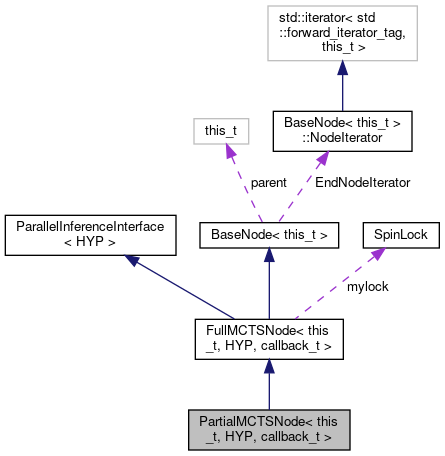 std::iterator< std
::forward_iterator_tag,
this_t >
BaseNode< this_t >
::NodeIterator
this_t
parent
EndNodeIterator
ParallelInferenceInterface
< HYP >
BaseNode< this_t >
SpinLock
mylock
FullMCTSNode< this
_t, HYP, callback_t >
PartialMCTSNode< this
_t, HYP, callback_t >